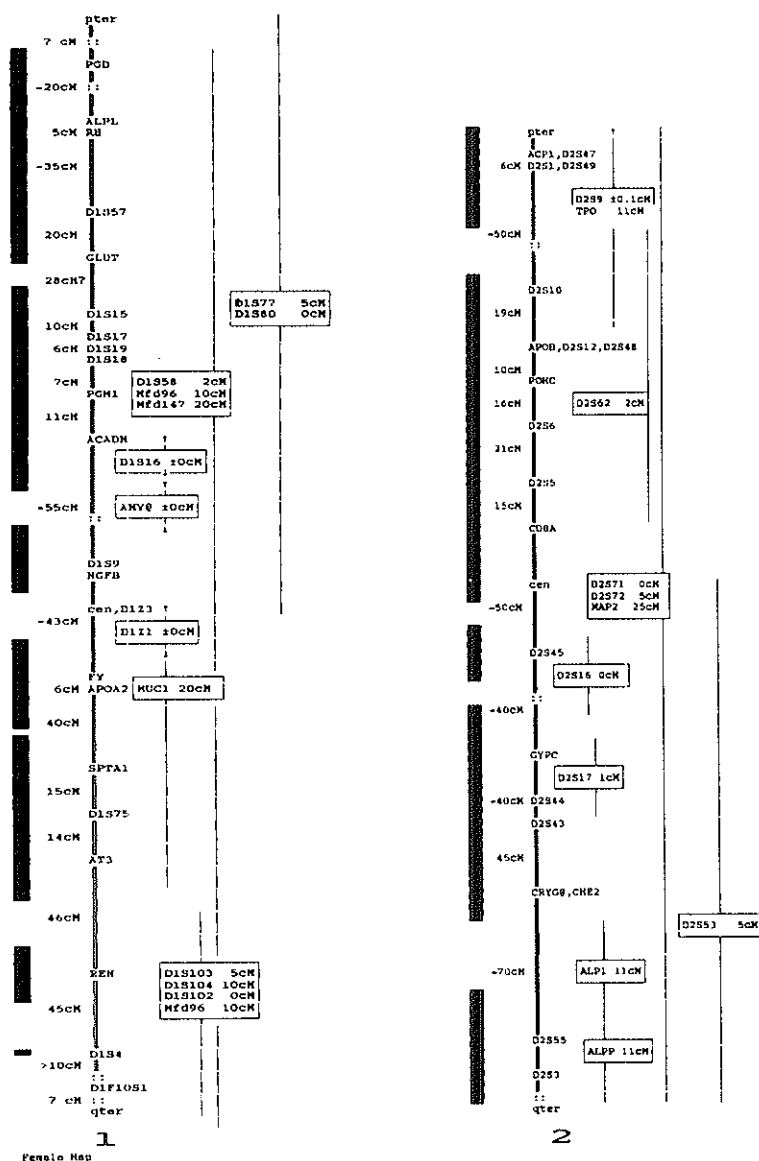 pter
7 cM ::
PGD
~20cM ::
ALPL
5cM RH
~35cM
D1S57
20cM
GLUT
28cM?
D1S77 5cM
D1S80 0cM
D1S15
10cM
D1S17
6cM D1S19
D1S18
7cM
PGM1
D1S58 2cM
Mfd96 10cM
Mfd147 20cM
11cM
ACADM
D1S16 ±0cM
AMY@ ±0cM
~55cM
::
D1S9
NGFB
cen,D1Z3
~43cM
D1Z1 ±0cM
FY
6cM APOA2
MUC1 20cM
40cM
SPTA1
15cM
D1S75
14cM
AT3
46cM
REN
D1S103 5cM
D1S104 10cM
D1S102 0cM
Mfd96 10cM
45cM
D1S4
>10cM
::
D1F10S1
7 cM ::
qter
1
Female Map
pter
ACP1,D2S47
6cM D2S1,D2S49
D2S9 ±0.1cM
TPO 11cM
~50cM
::
D2S10
19cM
APOB,D2S12,D2S48
10cM
POMC
16cM
D2S62 2cM
D2S6
21cM
D2S5
15cM
CD8A
cen
D2S71 0cM
D2S72 5cM
MAP2 25cM
~50cM
D2S45
D2S16 0cM
::
~40cM
GYPC
D2S17 1cM
~40cM D2S44
D2S43
45cM
CRYG@,CHE2
D2S53 5cM
~70cM
ALPI 11cM
D2S55
ALPP 11cM
D2S3
::
qter
2